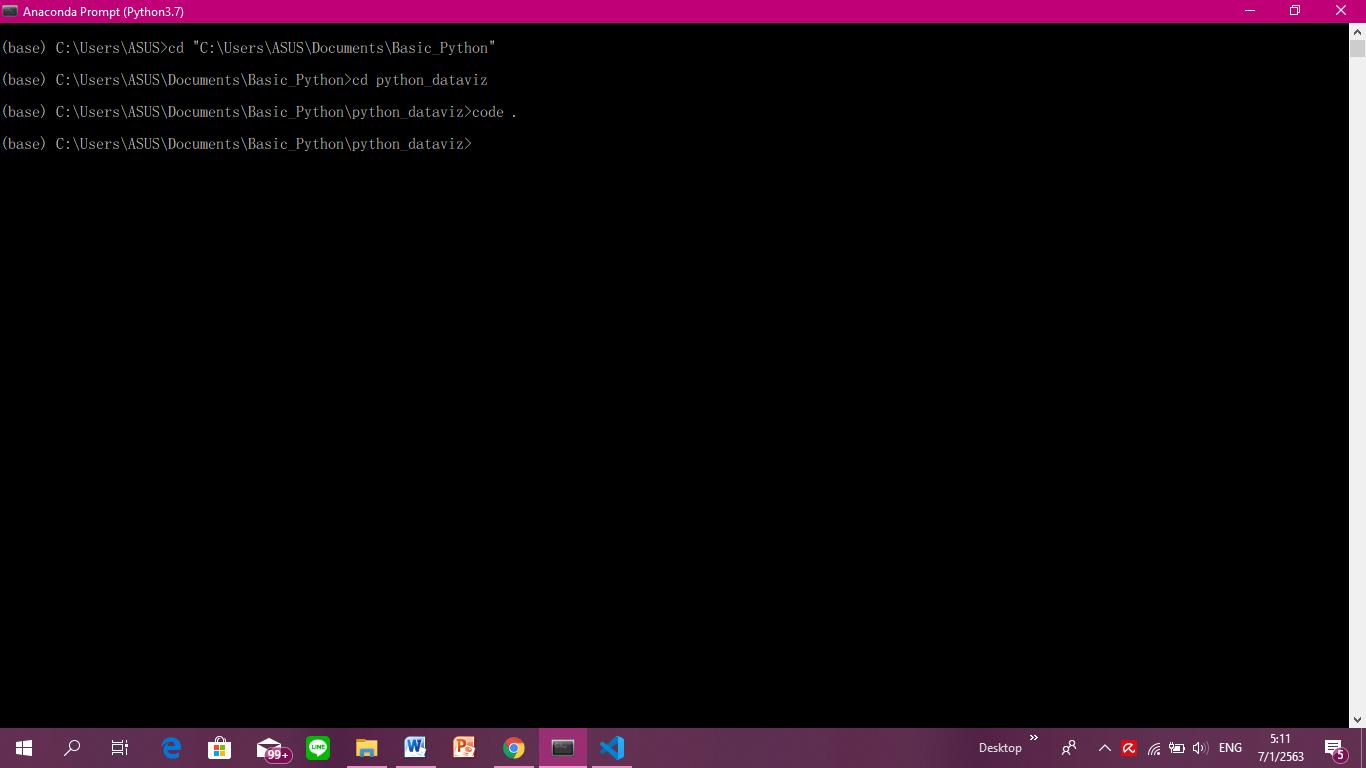 Anaconda Prompt (Python3.7)
(base) C:\Users\ASUS>cd "C:\Users\ASUS\Documents\Basic_Python"
(base) C:\Users\ASUS\Documents\Basic_Python>cd python_dataviz
(base) C:\Users\ASUS\Documents\Basic_Python\python_dataviz>code .
(base) C:\Users\ASUS\Documents\Basic_Python\python_dataviz>
99+
LINE
Desktop
ENG
5:11
7/1/2563
5